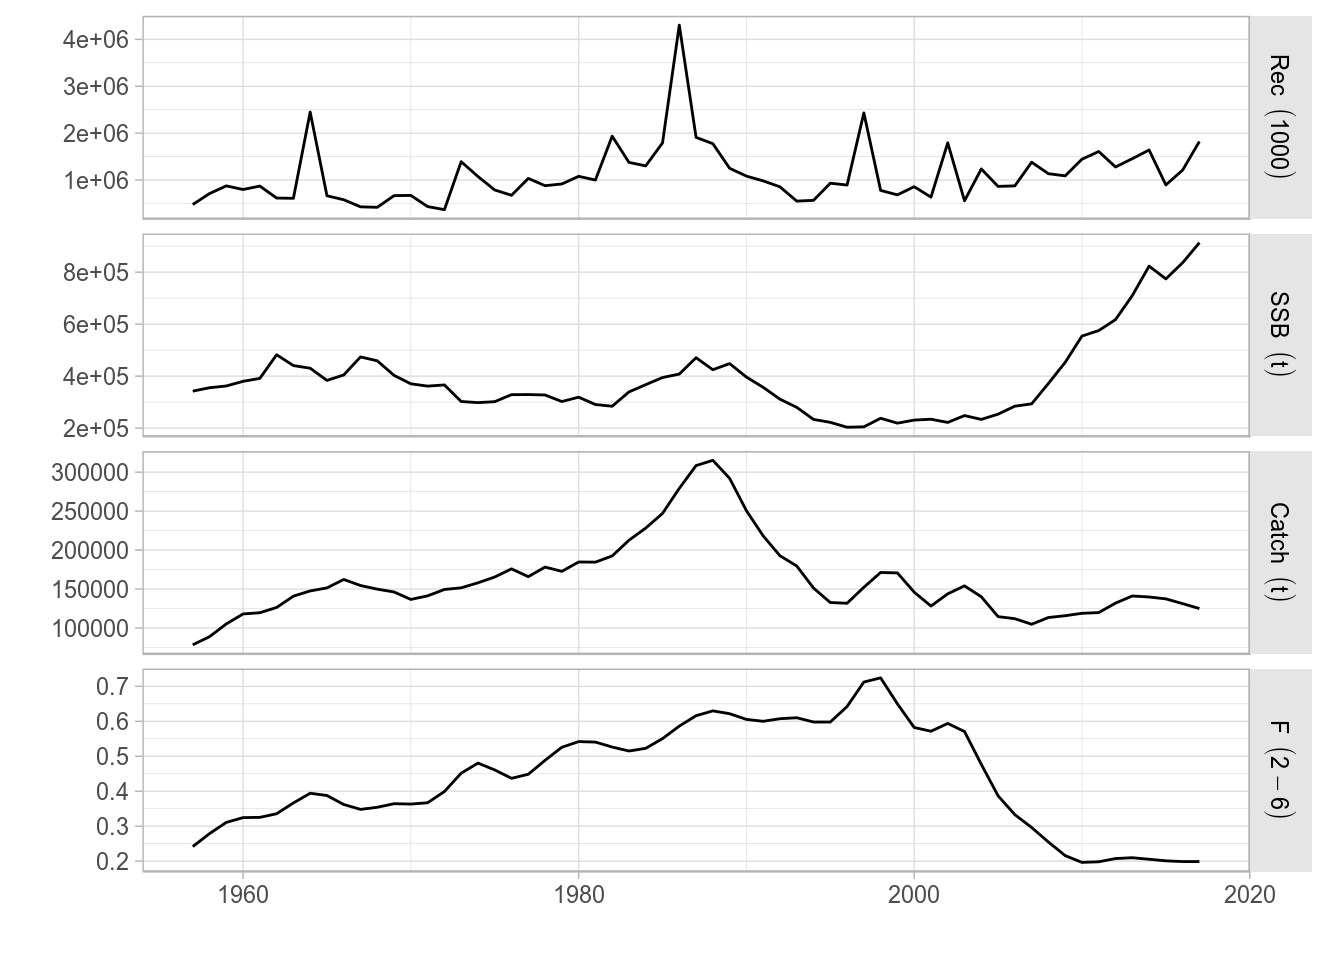 4e+06
3e+06
2e+06
1e+06
Rec (1000)
8e+05
6e+05
4e+05
2e+05
SSB (t)
300000
250000
200000
150000
100000
Catch (t)
0.7
0.6
0.5
0.4
0.3
0.2
F (2 − 6)
1960 1980 2000 2020